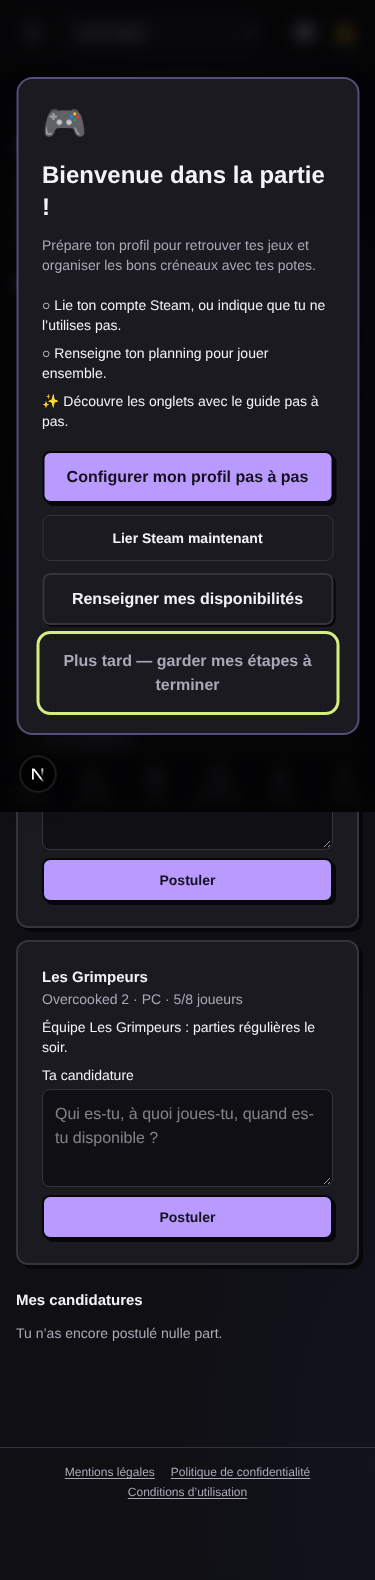 Bienvenue dans la partie
!
Prépare ton profil pour retrouver tes jeux et
organiser les bons créneaux avec tes potes.
○ Lie ton compte Steam, ou indique que tu ne
l’utilises pas.
○ Renseigne ton planning pour jouer
ensemble.
✨ Découvre les onglets avec le guide pas à
pas.
Configurer mon profil pas à pas
Lier Steam maintenant
Renseigner mes disponibilités
Plus tard — garder mes étapes à
terminer
N
Postuler
Les Grimpeurs
Overcooked 2 · PC · 5/8 joueurs
Équipe Les Grimpeurs : parties régulières le
soir.
Ta candidature
Qui es-tu, à quoi joues-tu, quand es-
tu disponible ?
Postuler
Mes candidatures
Tu n’as encore postulé nulle part.
Mentions légales Politique de confidentialité
Conditions d’utilisation